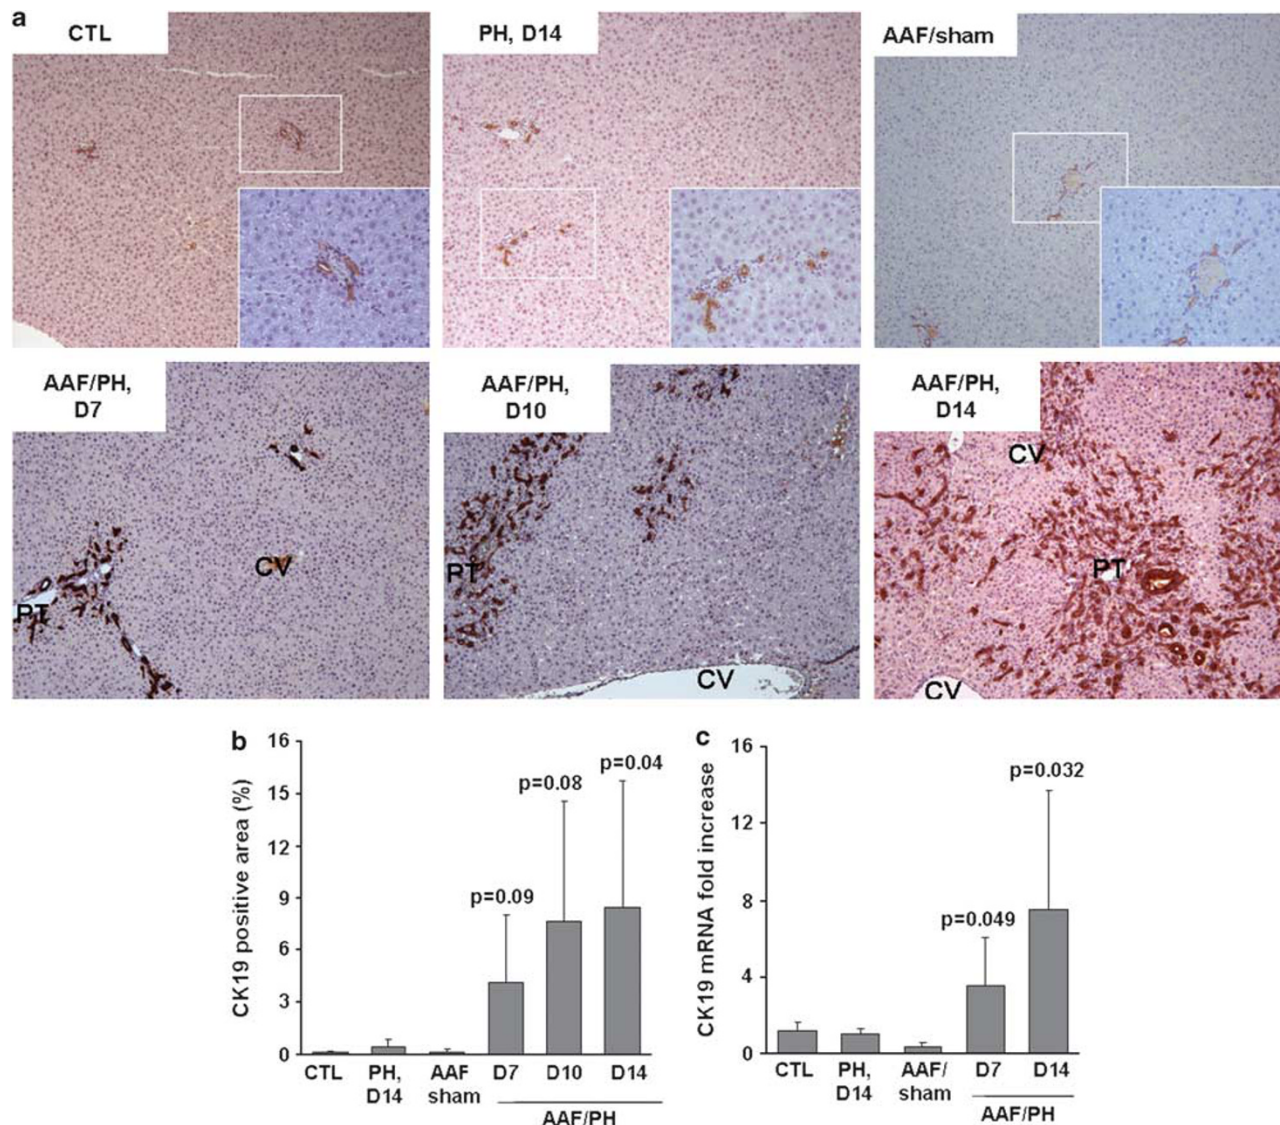 a
CTL
PH, D14
AAF/sham
AAF/PH,
D7
PT
CV
AAF/PH,
D10
PT
CV
AAF/PH,
D14
CV
PT
CV
b
CK19 positive area (%)
16
15
12
9
6
3
0
p=0.09
p=0.08
p=0.04
CTL
PH,
D14
AAF
sham
D7
D10
D14
AAF/PH
c
CK19 mRNA fold increase
16
12
8
4
0
p=0.049
p=0.032
CTL
PH,
D14
AAF/
sham
D7
D14
AAF/PH